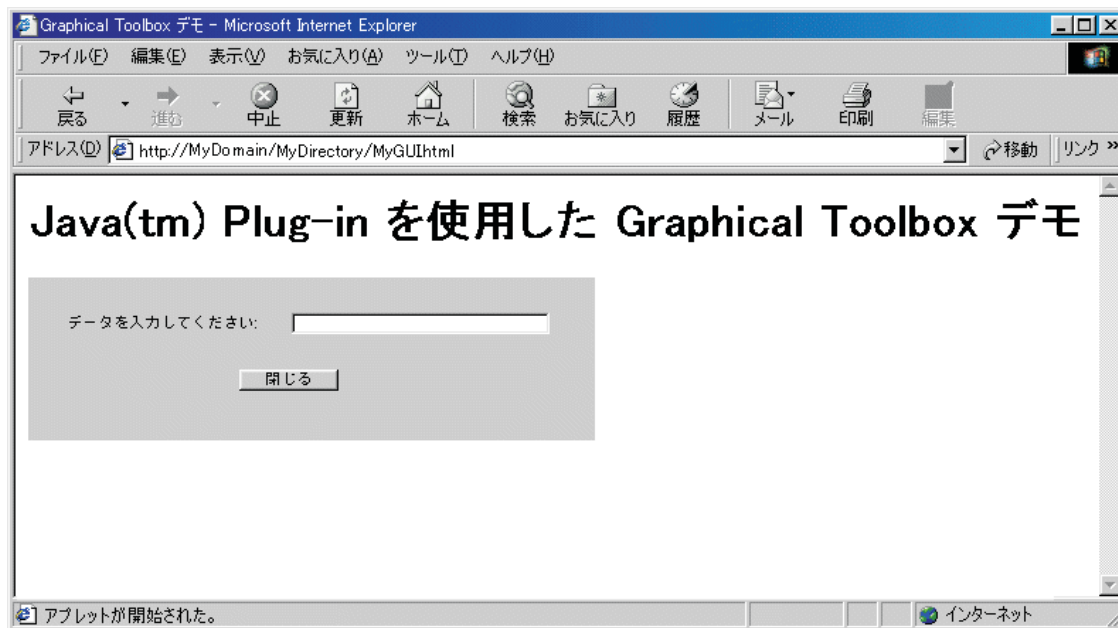 Graphical Toolbox デモ - Microsoft Internet Explorer
ファイル(F) 編集(E) 表示(V) お気に入り(A) ツール(T) ヘルプ(H)
戻る 進む 中止 更新 ホーム 検索 お気に入り 履歴 メール 印刷 編集
アドレス(D) http://MyDomain/MyDirectory/MyGUIhtml 移動 リンク »
Java(tm) Plug-in を使用した Graphical Toolbox デモ
データを入力してください:
閉じる
アプレットが開始された。 インターネット